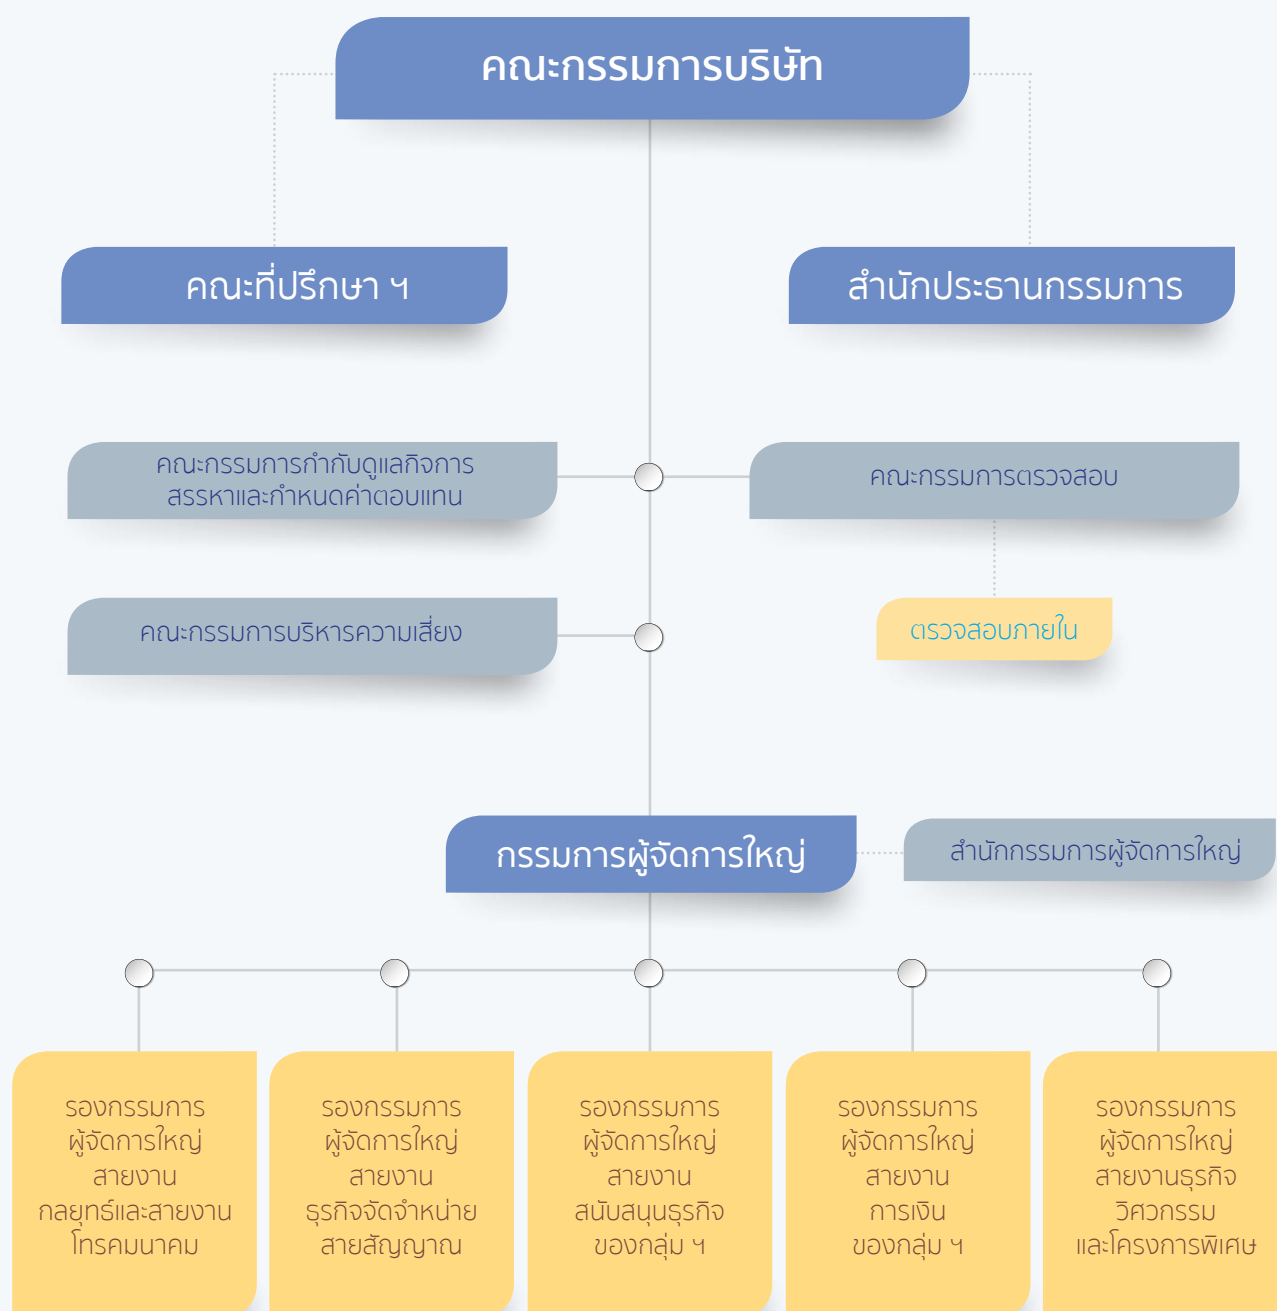 คณะกรรมการบริษัท
คณะที่ปรึกษา ฯ
สำนักประธานกรรมการ
คณะกรรมการกำกับดูแลกิจการ
สรรหาและกำหนดค่าตอบแทน
คณะกรรมการตรวจสอบ
คณะกรรมการบริหารความเสี่ยง
ตรวจสอบภายใน
กรรมการผู้จัดการใหญ่
สำนักกรรมการผู้จัดการใหญ่
รองกรรมการ
ผู้จัดการใหญ่
สายงาน
กลยุทธ์และสายงาน
โทรคมนาคม
รองกรรมการ
ผู้จัดการใหญ่
สายงาน
ธุรกิจจัดจำหน่าย
สายสัญญาณ
รองกรรมการ
ผู้จัดการใหญ่
สายงาน
สนับสนุนธุรกิจ
ของกลุ่ม ฯ
รองกรรมการ
ผู้จัดการใหญ่
สายงาน
การเงิน
ของกลุ่ม ฯ
รองกรรมการ
ผู้จัดการใหญ่
สายงานธุรกิจ
วิศวกรรม
และโครงการพิเศษ